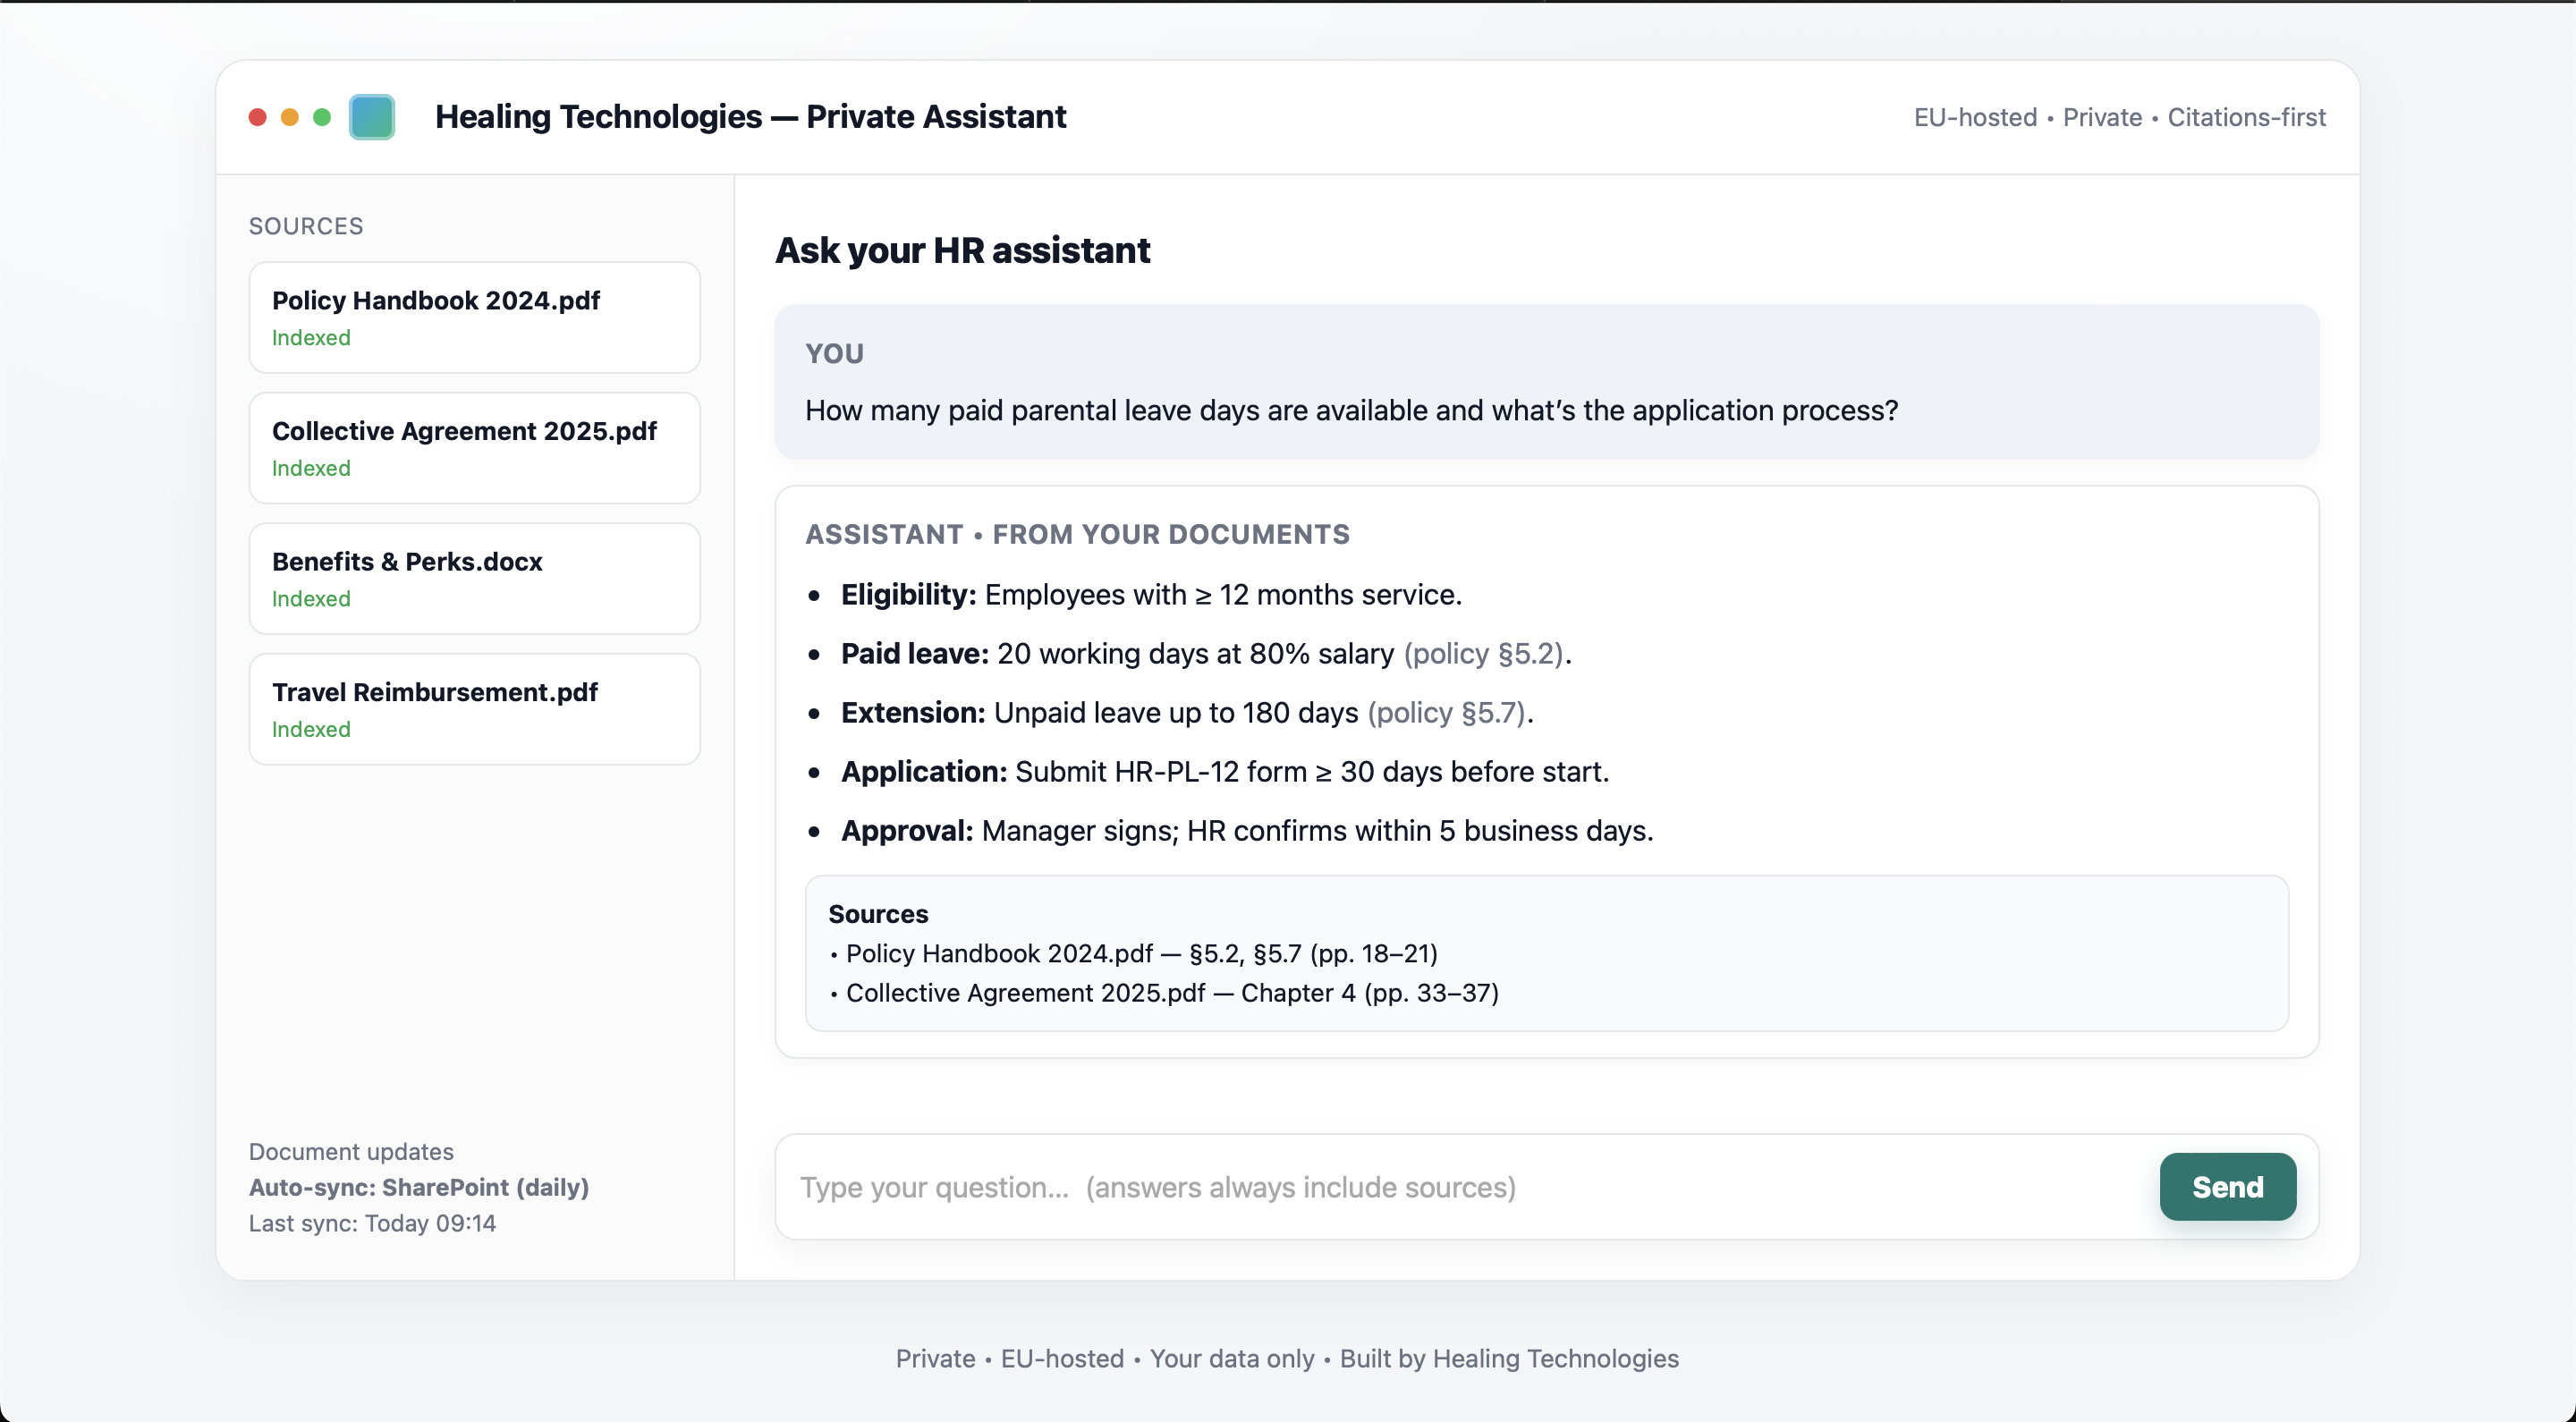 Healing Technologies — Private Assistant
EU-hosted • Private • Citations-first
SOURCES
Policy Handbook 2024.pdf
Indexed
Collective Agreement 2025.pdf
Indexed
Benefits & Perks.docx
Indexed
Travel Reimbursement.pdf
Indexed
Document updates
Auto-sync: SharePoint (daily)
Last sync: Today 09:14
Ask your HR assistant
YOU
How many paid parental leave days are available and what’s the application process?
ASSISTANT • FROM YOUR DOCUMENTS
• Eligibility: Employees with ≥ 12 months service.
• Paid leave: 20 working days at 80% salary (policy §5.2).
• Extension: Unpaid leave up to 180 days (policy §5.7).
• Application: Submit HR-PL-12 form ≥ 30 days before start.
• Approval: Manager signs; HR confirms within 5 business days.
Sources
• Policy Handbook 2024.pdf — §5.2, §5.7 (pp. 18–21)
• Collective Agreement 2025.pdf — Chapter 4 (pp. 33–37)
Type your question… (answers always include sources)
Send
Private • EU-hosted • Your data only • Built by Healing Technologies